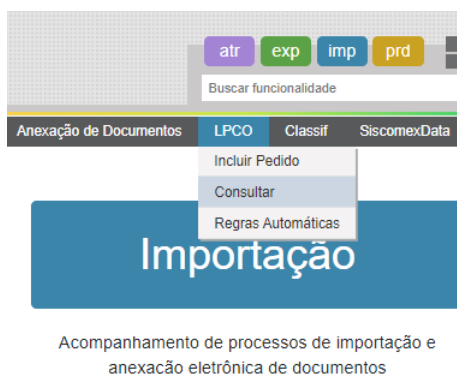 atr exp imp prd
Buscar funcionalidade
Anexação de Documentos LPCO Classif SiscomexData
Incluir Pedido
Consultar
Regras Automáticas
Importação
Acompanhamento de processos de importação e
anexação eletrônica de documentos